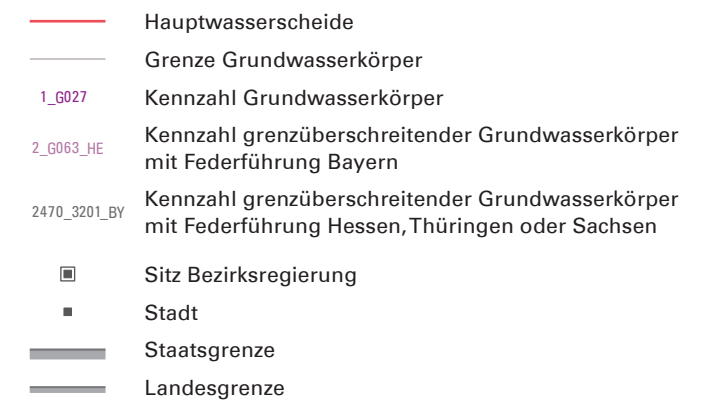 Hauptwasserscheide
Grenze Grundwasserkörper
1_G027 Kennzahl Grundwasserkörper
2_G063_HE Kennzahl grenzüberschreitender Grundwasserkörper
mit Federführung Bayern
2470_3201_BY Kennzahl grenzüberschreitender Grundwasserkörper
mit Federführung Hessen, Thüringen oder Sachsen
Sitz Bezirksregierung
Stadt
Staatsgrenze
Landesgrenze